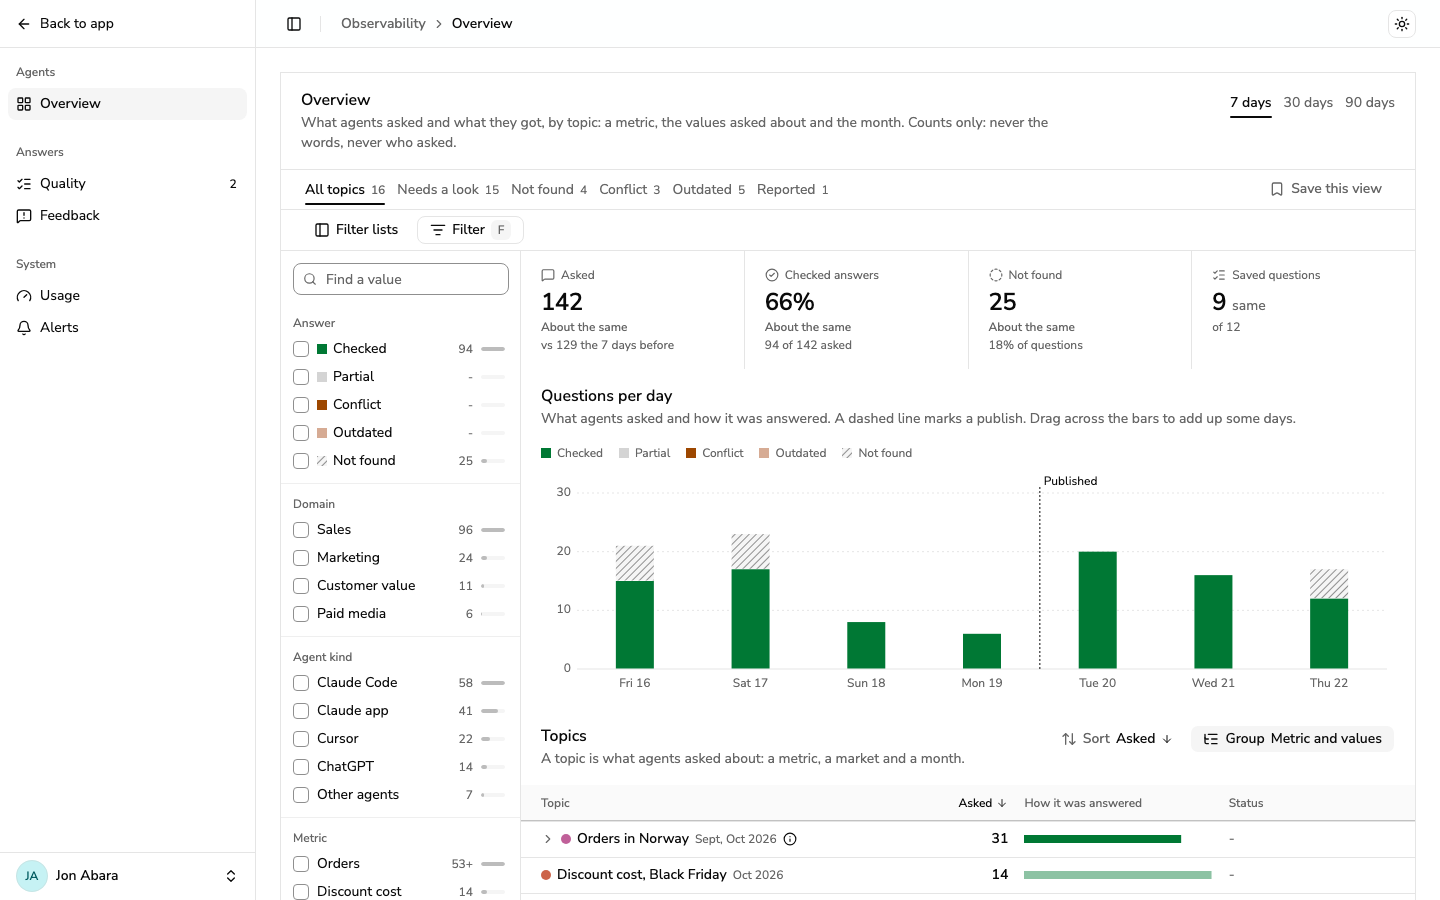 Back to app
Agents
Overview
Answers
Quality 2
Feedback
System
Usage
Alerts
JA Jon Abara
Observability > Overview
Overview
What agents asked and what they got, by topic: a metric, the values asked about and the month. Counts only: never the
words, never who asked.
7 days 30 days 90 days
All topics 16 Needs a look 15 Not found 4 Conflict 3 Outdated 5 Reported 1
Save this view
Filter lists Filter F
Find a value
Answer
Checked 94
Partial -
Conflict -
Outdated -
Not found 25
Domain
Sales 96
Marketing 24
Customer value 11
Paid media 6
Agent kind
Claude Code 58
Claude app 41
Cursor 22
ChatGPT 14
Other agents 7
Metric
Orders 53+
Discount cost 14
Asked
142
About the same
vs 129 the 7 days before
Checked answers
66%
About the same
94 of 142 asked
Not found
25
About the same
18% of questions
Saved questions
9 same
of 12
Questions per day
What agents asked and how it was answered. A dashed line marks a publish. Drag across the bars to add up some days.
Checked Partial Conflict Outdated Not found
Published
30
20
10
0
Fri 16 Sat 17 Sun 18 Mon 19 Tue 20 Wed 21 Thu 22
Topics
A topic is what agents asked about: a metric, a market and a month.
Sort Asked ↓ Group Metric and values
Topic Asked ↓ How it was answered Status
Orders in Norway Sept, Oct 2026 31 -
Discount cost, Black Friday Oct 2026 14 -